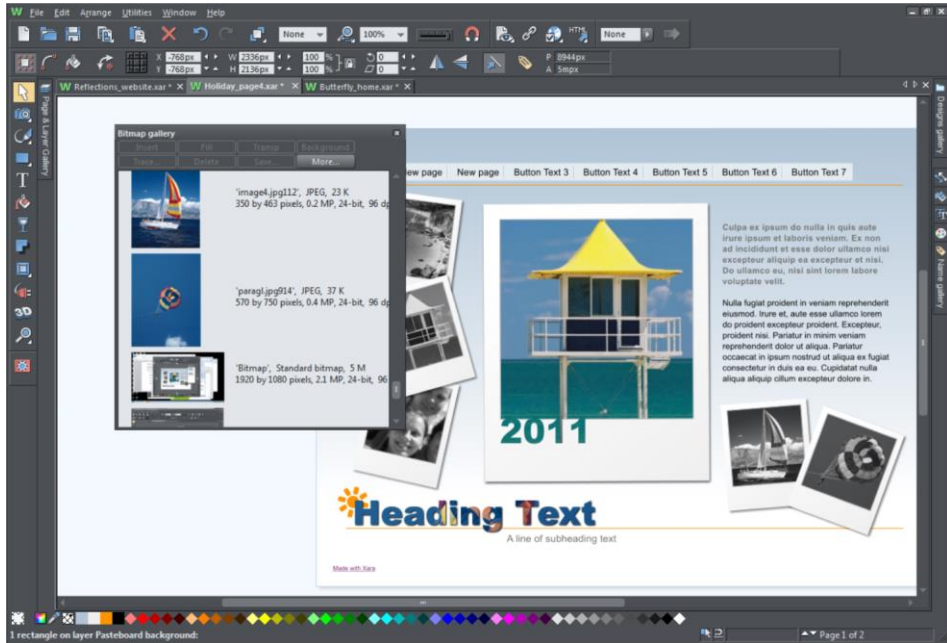 File Edit Arrange Utilities Window Help
None 100% HTML None
X -768px W 2336px 100 % 0 P 8944px
Y -768px H 2136px 100 % 0 A 5mpx
W Reflections_website.xar * X W Holiday_page4.xar * X W Butterfly_home.xar * X
Page & Layer Gallery
Designs gallery
Name gallery
T
3D
Bitmap gallery
Insert Fill Transp Background
Trace... Delete Save... More...
'image4.jpg112', JPEG, 23 K
350 by 463 pixels, 0.2 MP, 24-bit, 96 dp
'paragl.jpg914', JPEG, 37 K
570 by 750 pixels, 0.4 MP, 24-bit, 96 dp
'Bitmap', Standard bitmap, 5 M
1920 by 1080 pixels, 2.1 MP, 24-bit, 96
ew page New page Button Text 3 Button Text 4 Button Text 5 Button Text 6 Button Text 7
Culpa ex ipsum do nulla in quis aute
irure ipsum et laboris veniam. Ex non
ad incididunt et esse dolor ullamco nisi
excepteur aliquip ea excepteur et nisi.
Do ullamco eu, nisi sint lorem labore
voluptate velit.
Nulla fugiat proident in veniam reprehenderit
eiusmod. Irure et, aute esse ullamco lorem
do proident excepteur proident. Excepteur,
proident nisi. Pariatur in minim veniam
reprehenderit dolor ut aliqua. Pariatur
occaecat in ipsum nostrud ut aliqua ex fugiat
consectetur in duis ea eu. Cupidatat nulla
aliqua aliquip cillum excepteur dolore in.
2011
Heading Text
A line of subheading text
Made with Xara
1 rectangle on layer Pasteboard background:
Page 1 of 2